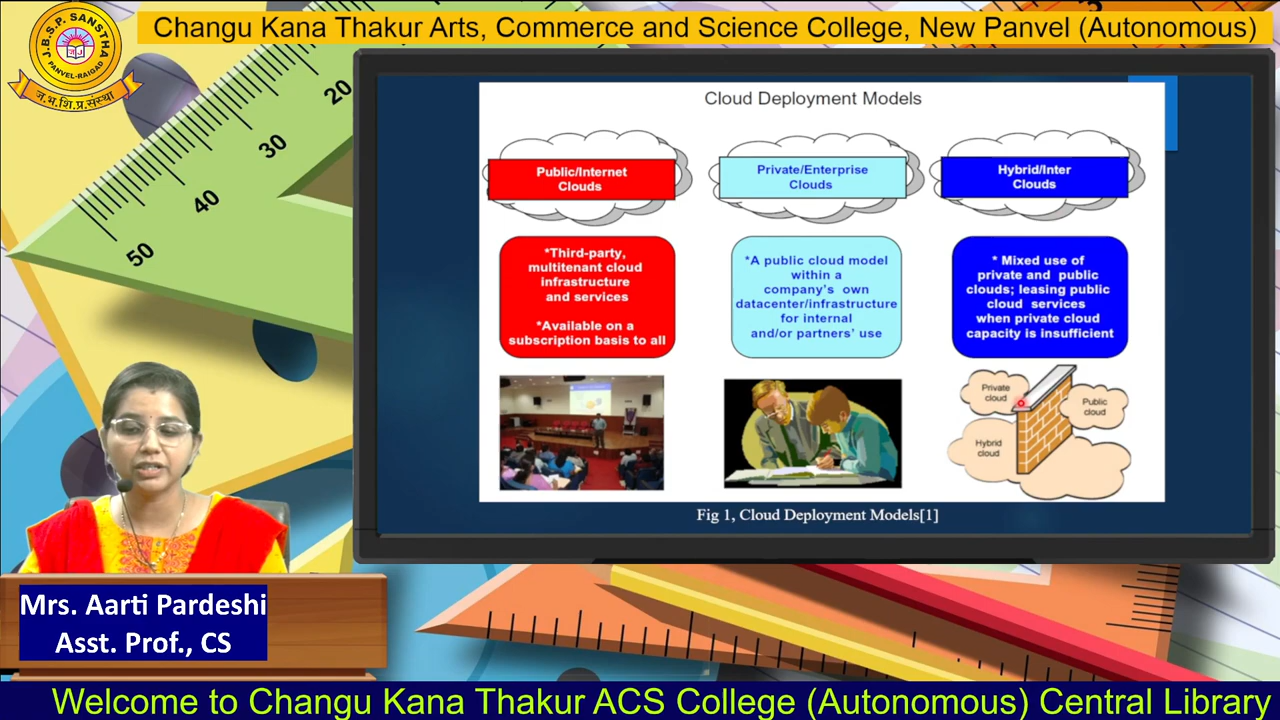 Changu Kana Thakur Arts, Commerce and Science College, New Panvel (Autonomous)
J.B.S.P. SANSTHA
PANVEL-RAIGAD
ज.भ.शि.प्र.संस्था
20
30
40
50
Cloud Deployment Models
Public/Internet
Clouds
Private/Enterprise
Clouds
Hybrid/Inter
Clouds
*Third-party,
multitenant cloud
infrastructure
and services
*Available on a
subscription basis to all
*A public cloud model
within a
company's own
datacenter/infrastructure
for internal
and/or partners' use
* Mixed use of
private and public
clouds; leasing public
cloud services
when private cloud
capacity is insufficient
Private
cloud
Public
cloud
Hybrid
cloud
Fig 1, Cloud Deployment Models[1]
Mrs. Aarti Pardeshi
Asst. Prof., CS
Welcome to Changu Kana Thakur ACS College (Autonomous) Central Library